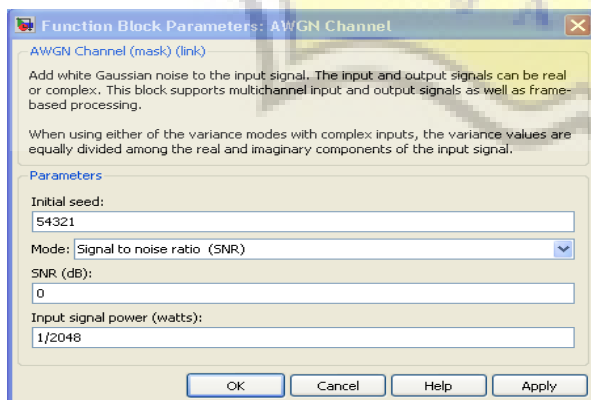 Function Block Parameters: AWGN Channel
AWGN Channel (mask) (link)
Add white Gaussian noise to the input signal. The input and output signals can be real
or complex. This block supports multichannel input and output signals as well as frame-
based processing.
When using either of the variance modes with complex inputs, the variance values are
equally divided among the real and imaginary components of the input signal.
Parameters
Initial seed:
54321
Mode: Signal to noise ratio (SNR)
SNR (dB):
0
Input signal power (watts):
1/2048
OK Cancel Help Apply